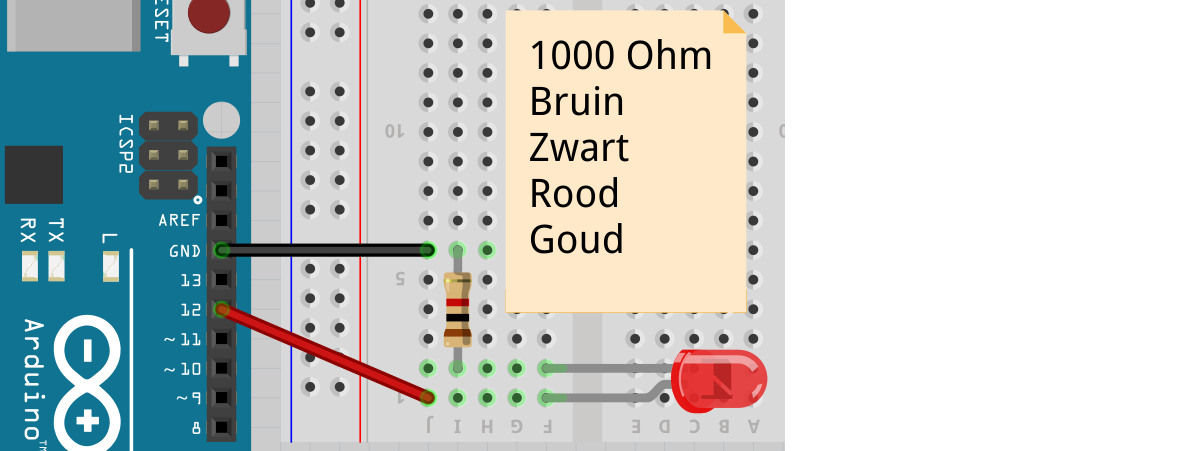 RESET
ICSP2
AREF
GND
13
12
~11
~10
~9
8
RX
TX
L
Arduino™
10
5
1
J I H G F E D C B A
1000 Ohm
Bruin
Zwart
Rood
Goud